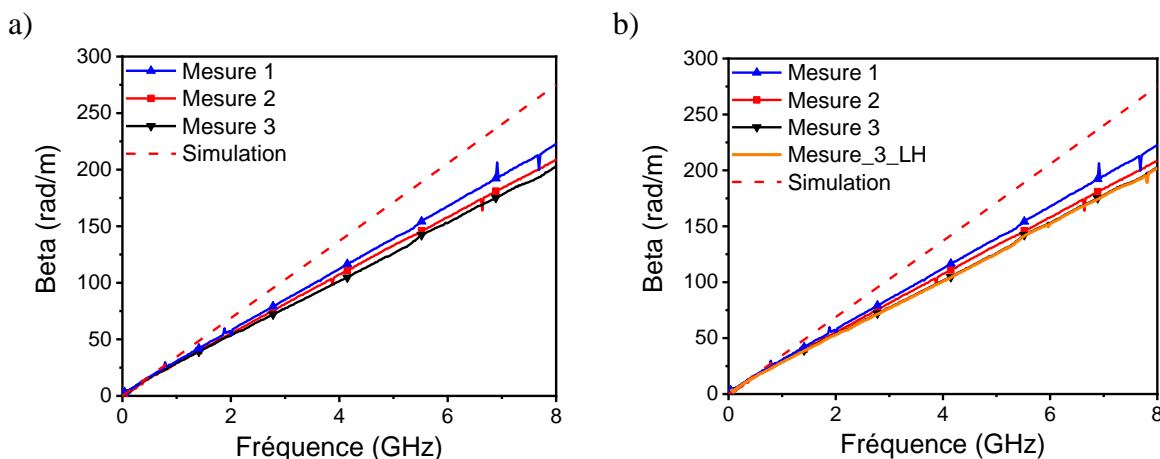 a)
300
250
200
150
100
50
0
0 2 4 6 8
Beta (rad/m)
Fréquence (GHz)
Mesure 1
Mesure 2
Mesure 3
Simulation
b)
300
250
200
150
100
50
0
0 2 4 6 8
Beta (rad/m)
Fréquence (GHz)
Mesure 1
Mesure 2
Mesure 3
Mesure_3_LH
Simulation